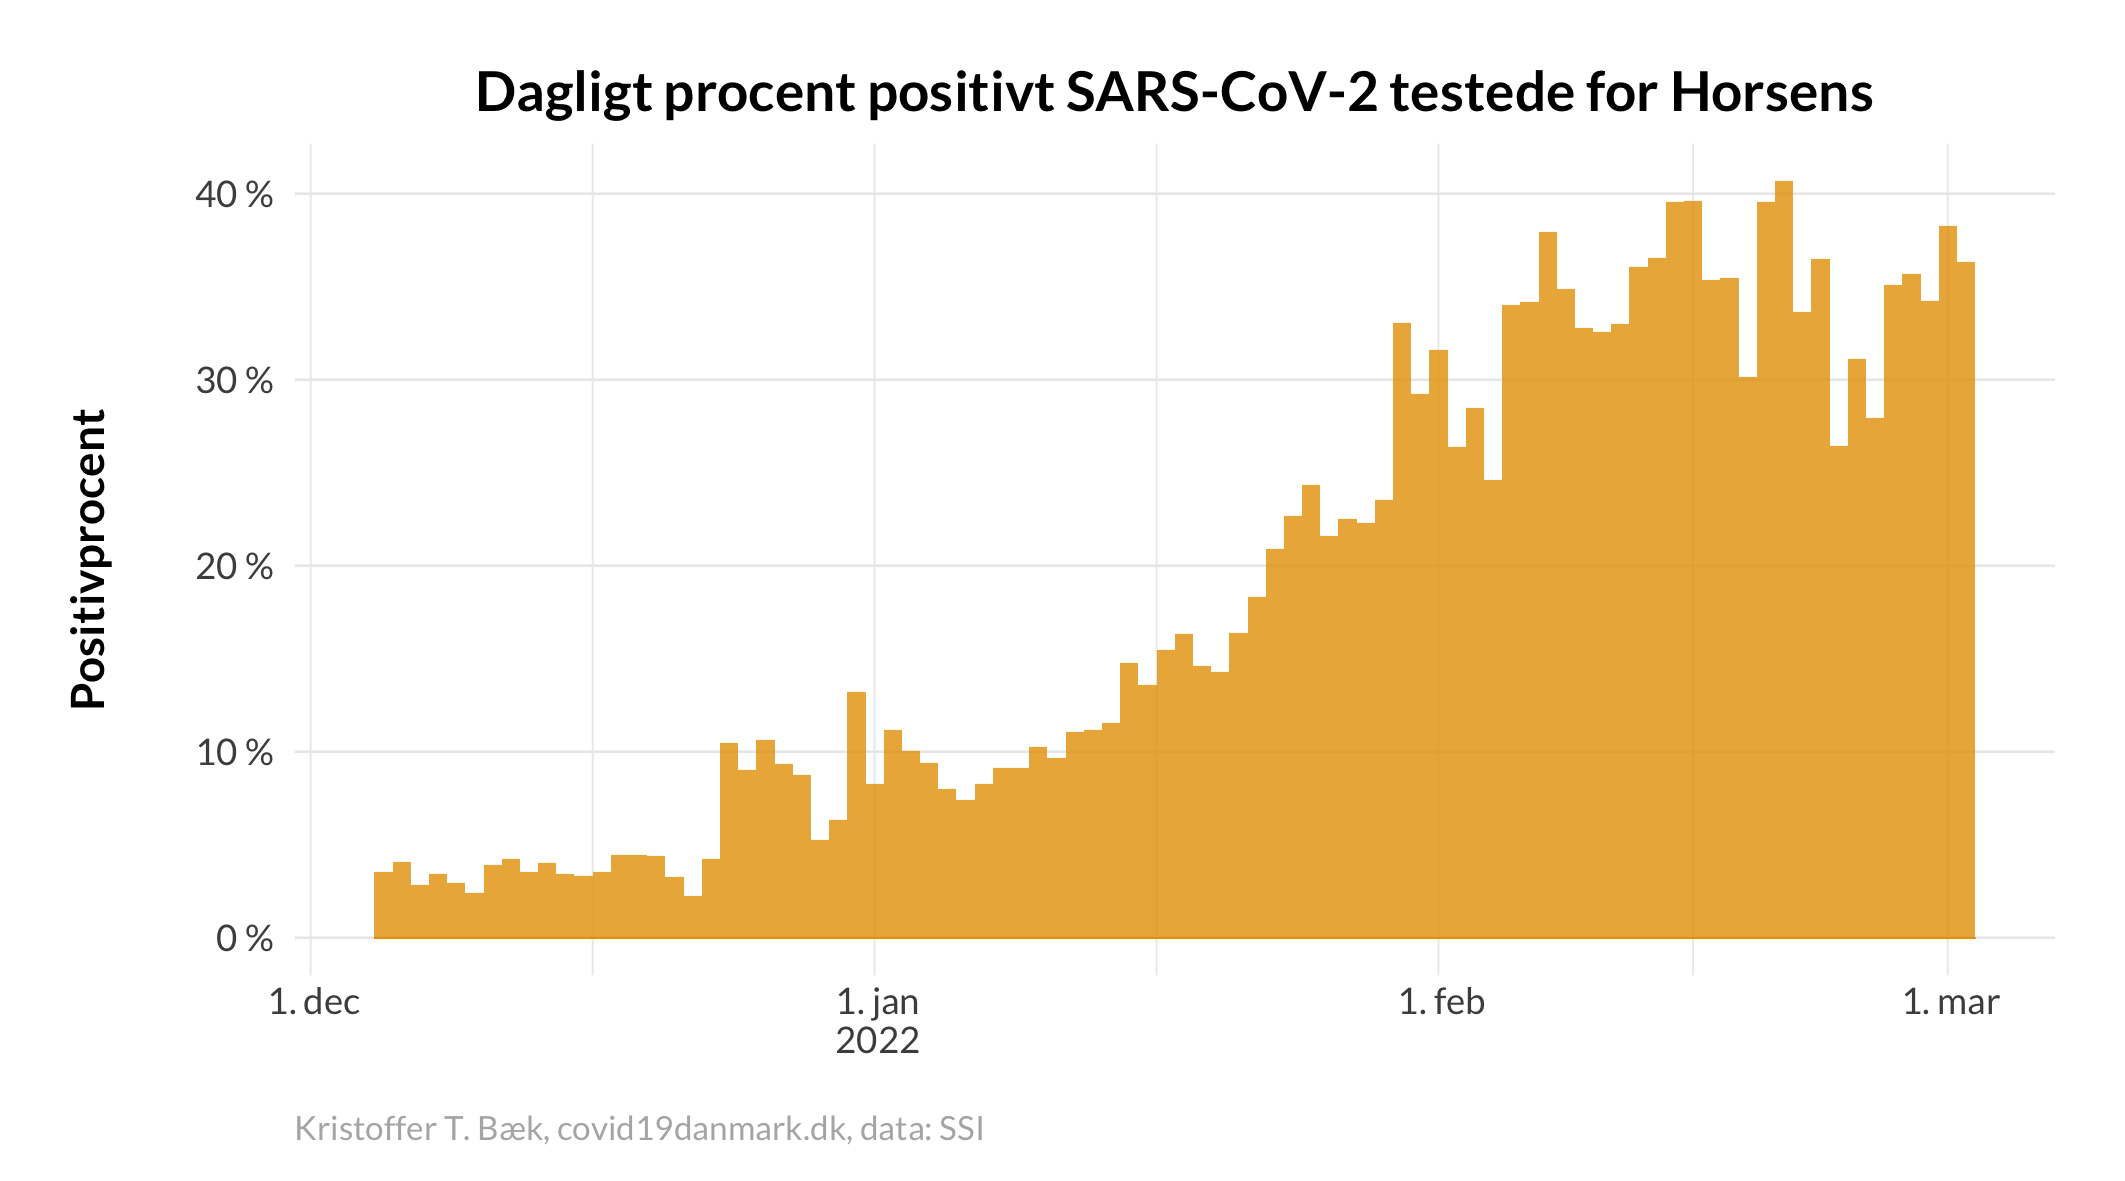 Dagligt procent positivt SARS-CoV-2 testede for Horsens
Positivprocent
40 %
30 %
20 %
10 %
0 %
1. dec
1. jan
2022
1. feb
1. mar
Kristoffer T. Bæk, covid19danmark.dk, data: SSI